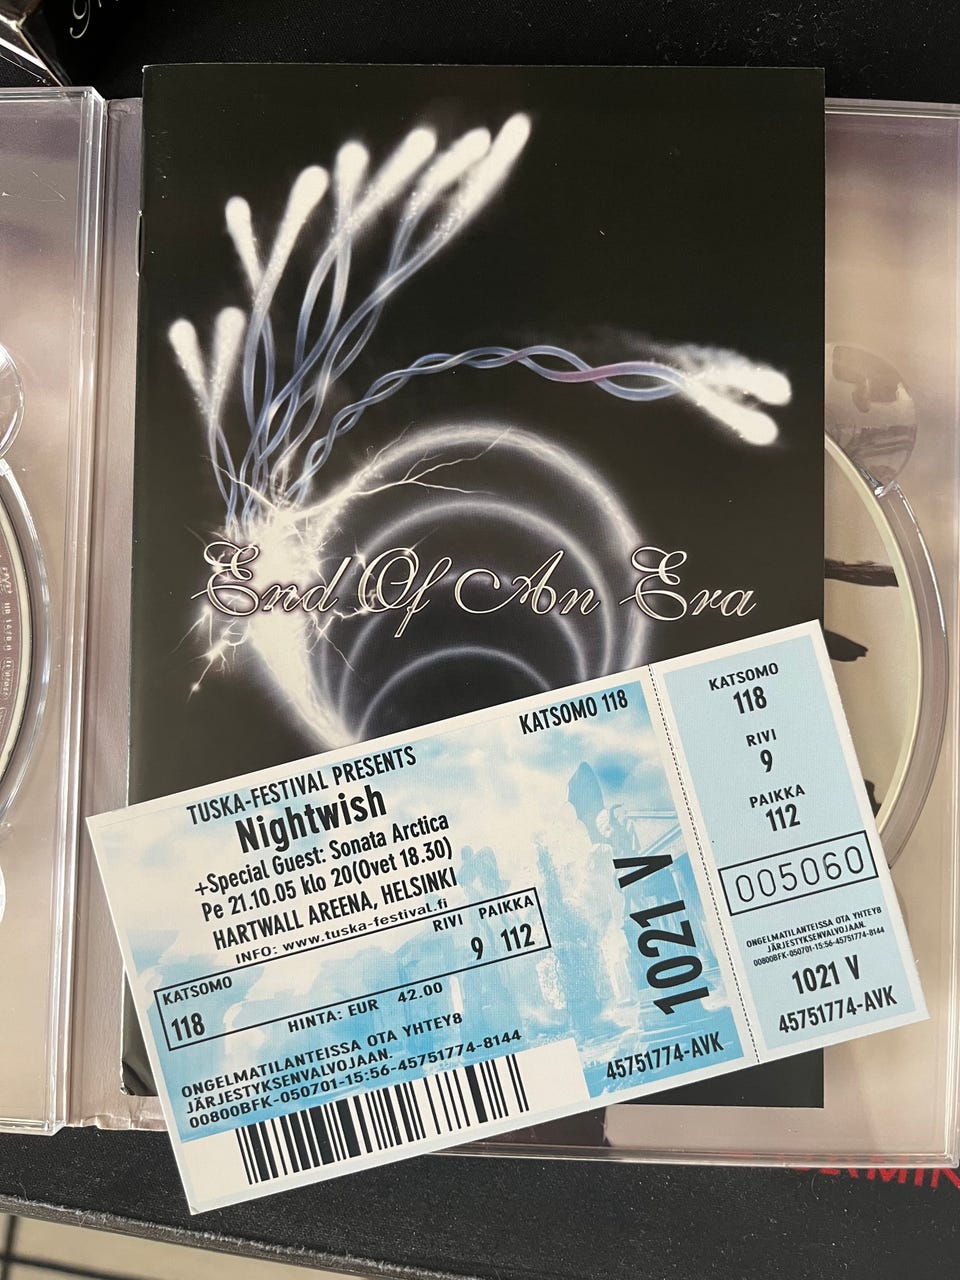 End Of An Era
KATSOMO 118
TUSKA-FESTIVAL PRESENTS
Nightwish
+Special Guest: Sonata Arctica
Pe 21.10.05 klo 20(Ovet 18.30)
HARTWALL AREENA, HELSINKI
INFO: www.tuska-festival.fi
KATSOMO RIVI PAIKKA
118 9 112
HINTA: EUR 42.00
ONGELMATILANTEISSA OTA YHTEY8
JÄRJESTYKSENVALVOJAAN.
00800BFK-050701-15:56-45751774-8144
1021 V
45751774-AVK
KATSOMO
118
RIVI
9
PAIKKA
112
005060
ONGELMATILANTEISSA OTA YHTEY8
JÄRJESTYKSENVALVOJAAN.
00800BFK-050701-15:56-45751774-8144
1021 V
45751774-AVK